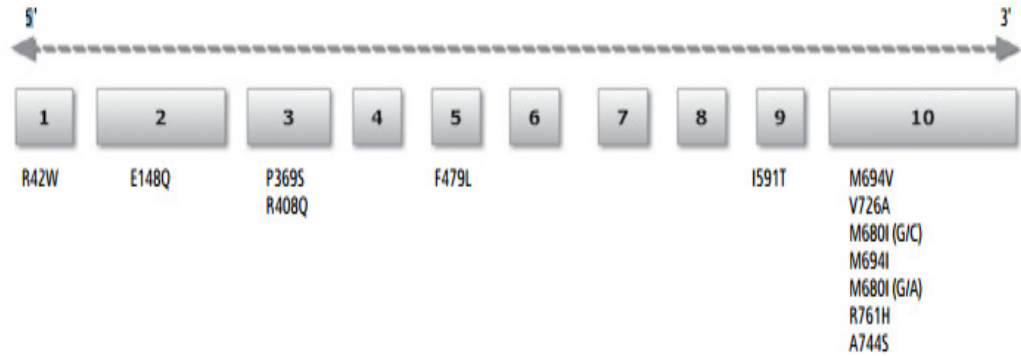 5' 3'
1 2 3 4 5 6 7 8 9 10
R42W E148Q P369S F479L I591T M694V
R408Q V726A
M680I (G/C)
M694I
M680I (G/A)
R761H
A744S